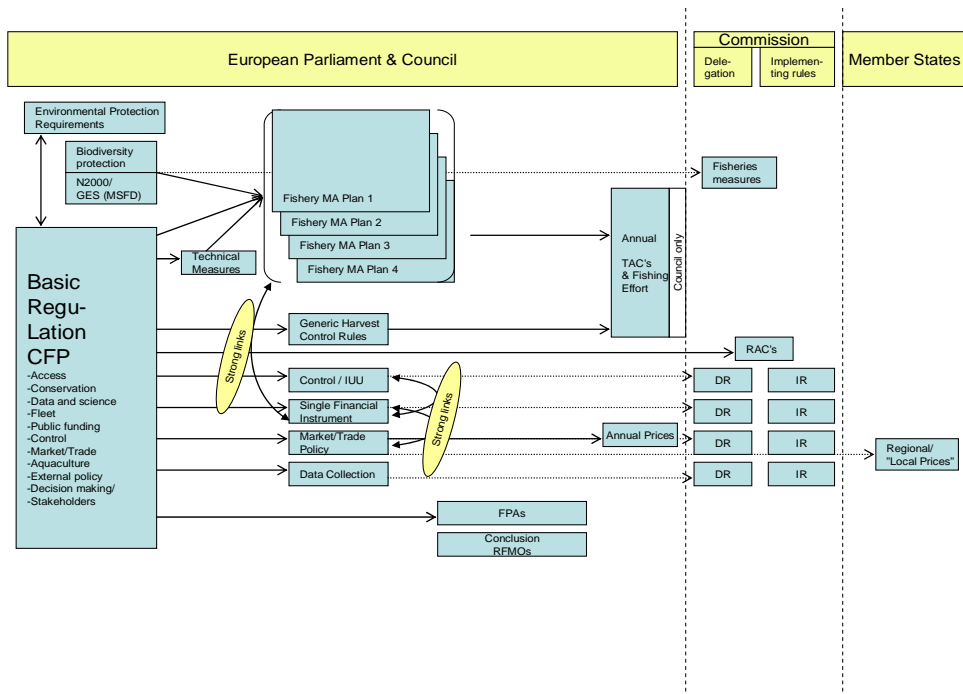 European Parliament & Council
Commission
Dele-
gation
Implemen-
ting rules
Member States
Environmental Protection
Requirements
Biodiversity
protection
N2000/
GES (MSFD)
Fishery MA Plan 1
Fishery MA Plan 2
Fishery MA Plan 3
Fishery MA Plan 4
Fisheries
measures
Technical
Measures
Annual
TAC's
& Fishing
Effort
Council only
Basic
Regu-
Lation
CFP
-Access
-Conservation
-Data and science
-Fleet
-Public funding
-Control
-Market/Trade
-Aquaculture
-External policy
-Decision making/
-Stakeholders
Strong links
Generic Harvest
Control Rules
RAC's
Control / IUU
DR
IR
Single Financial
Instrument
DR
IR
Strong links
Market/Trade
Policy
Annual Prices
DR
IR
Regional/
"Local Prices"
Data Collection
DR
IR
FPAs
Conclusion
RFMOs